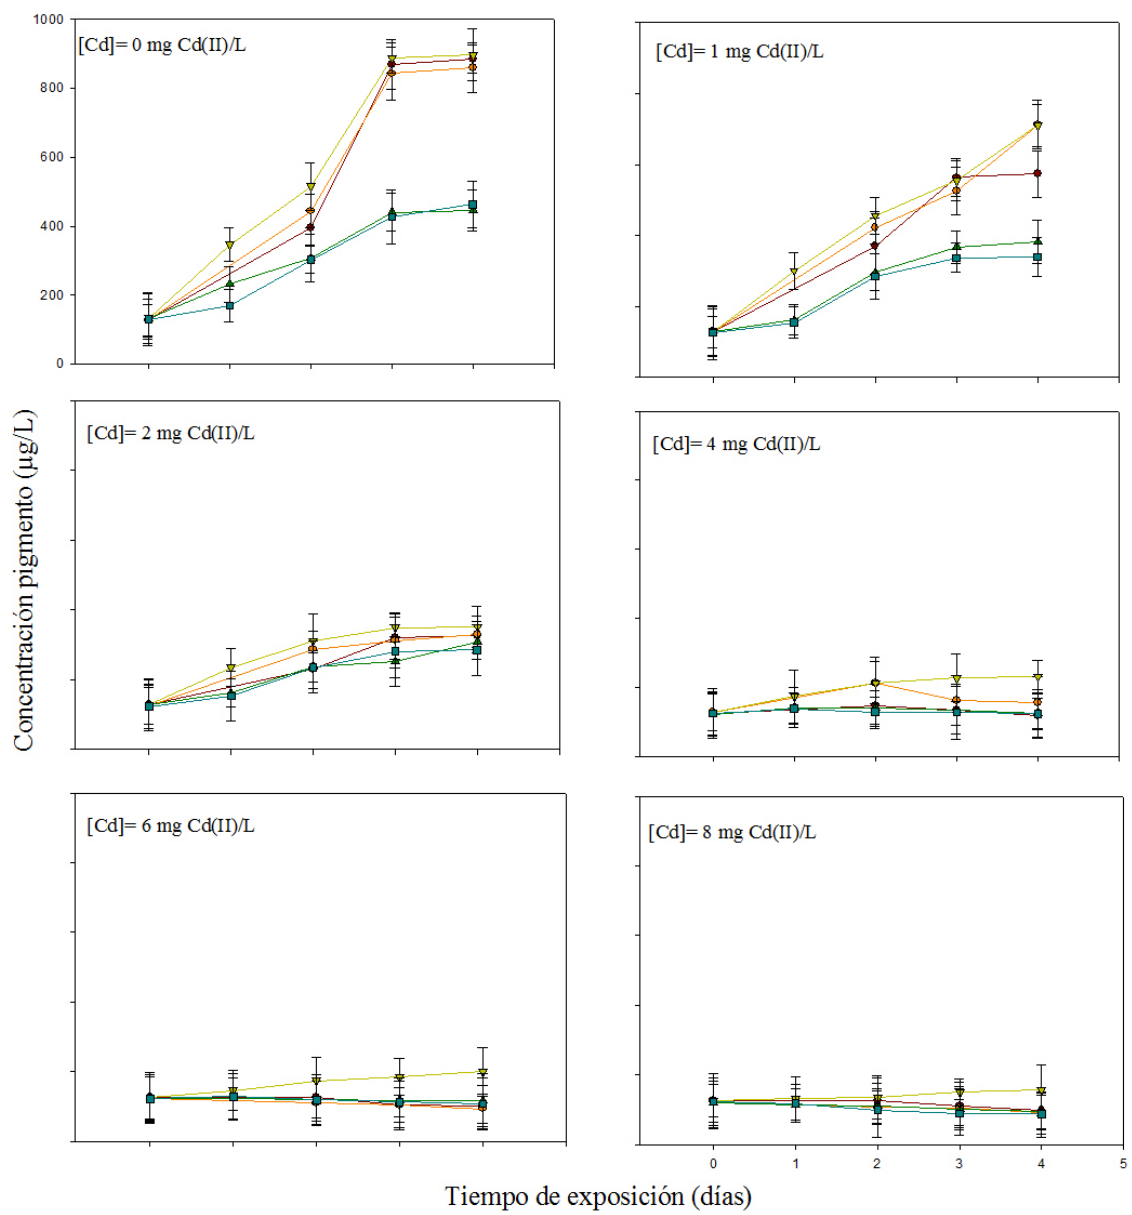 [Cd]= 0 mg Cd(II)/L
1000
800
600
400
200
0
[Cd]= 1 mg Cd(II)/L
Concentración pigmento (µg/L)
[Cd]= 2 mg Cd(II)/L
[Cd]= 4 mg Cd(II)/L
[Cd]= 6 mg Cd(II)/L
[Cd]= 8 mg Cd(II)/L
0 1 2 3 4 5
Tiempo de exposición (días)